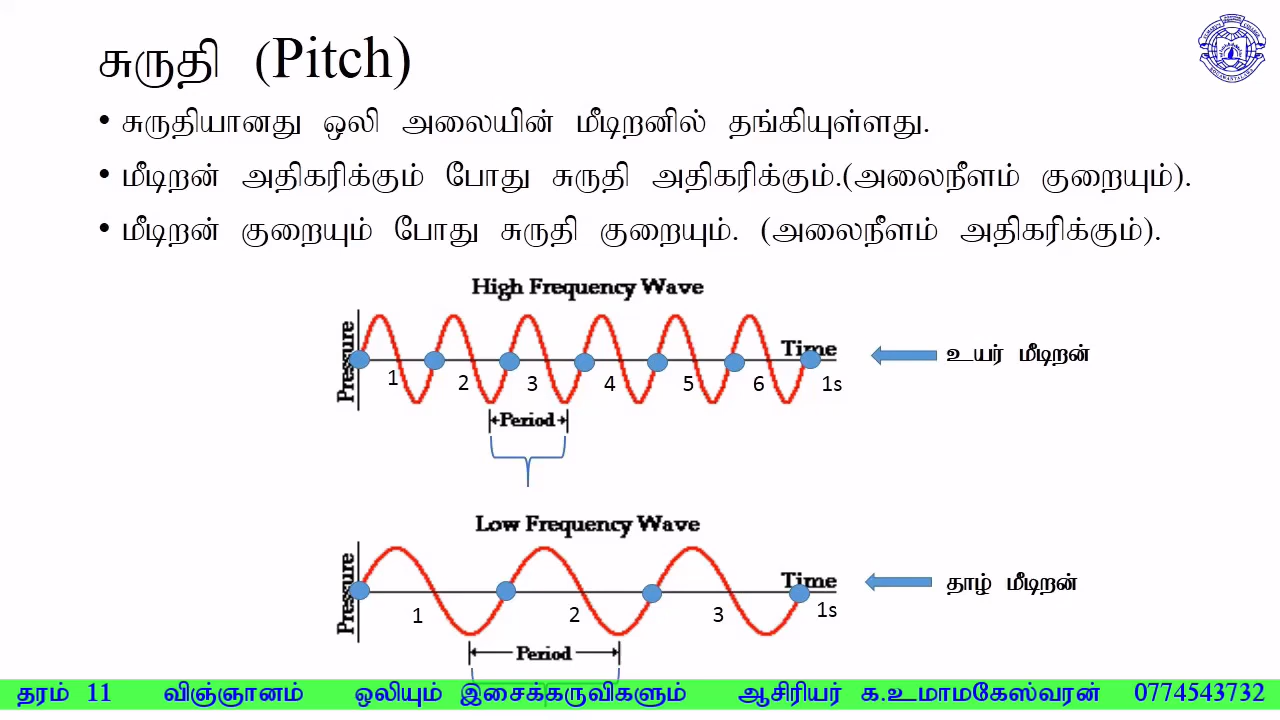 சுருதி (Pitch)
• சுருதியானது ஒலி அலையின் மீடிறனில் தங்கியுள்ளது.
• மீடிறன் அதிகரிக்கும் போது சுருதி அதிகரிக்கும்.(அலைநீளம் குறையும்).
• மீடிறன் குறையும் போது சுருதி குறையும். (அலைநீளம் அதிகரிக்கும்).
High Frequency Wave
Pressure
Time
உயர் மீடிறன்
1 2 3 4 5 6 1s
Period
Low Frequency Wave
Pressure
Time
தாழ் மீடிறன்
1 2 3 1s
Period
தரம் 11 விஞ்ஞானம் ஒலியும் இசைக்கருவிகளும் ஆசிரியர் க.உமாமகேஸ்வரன் 0774543732